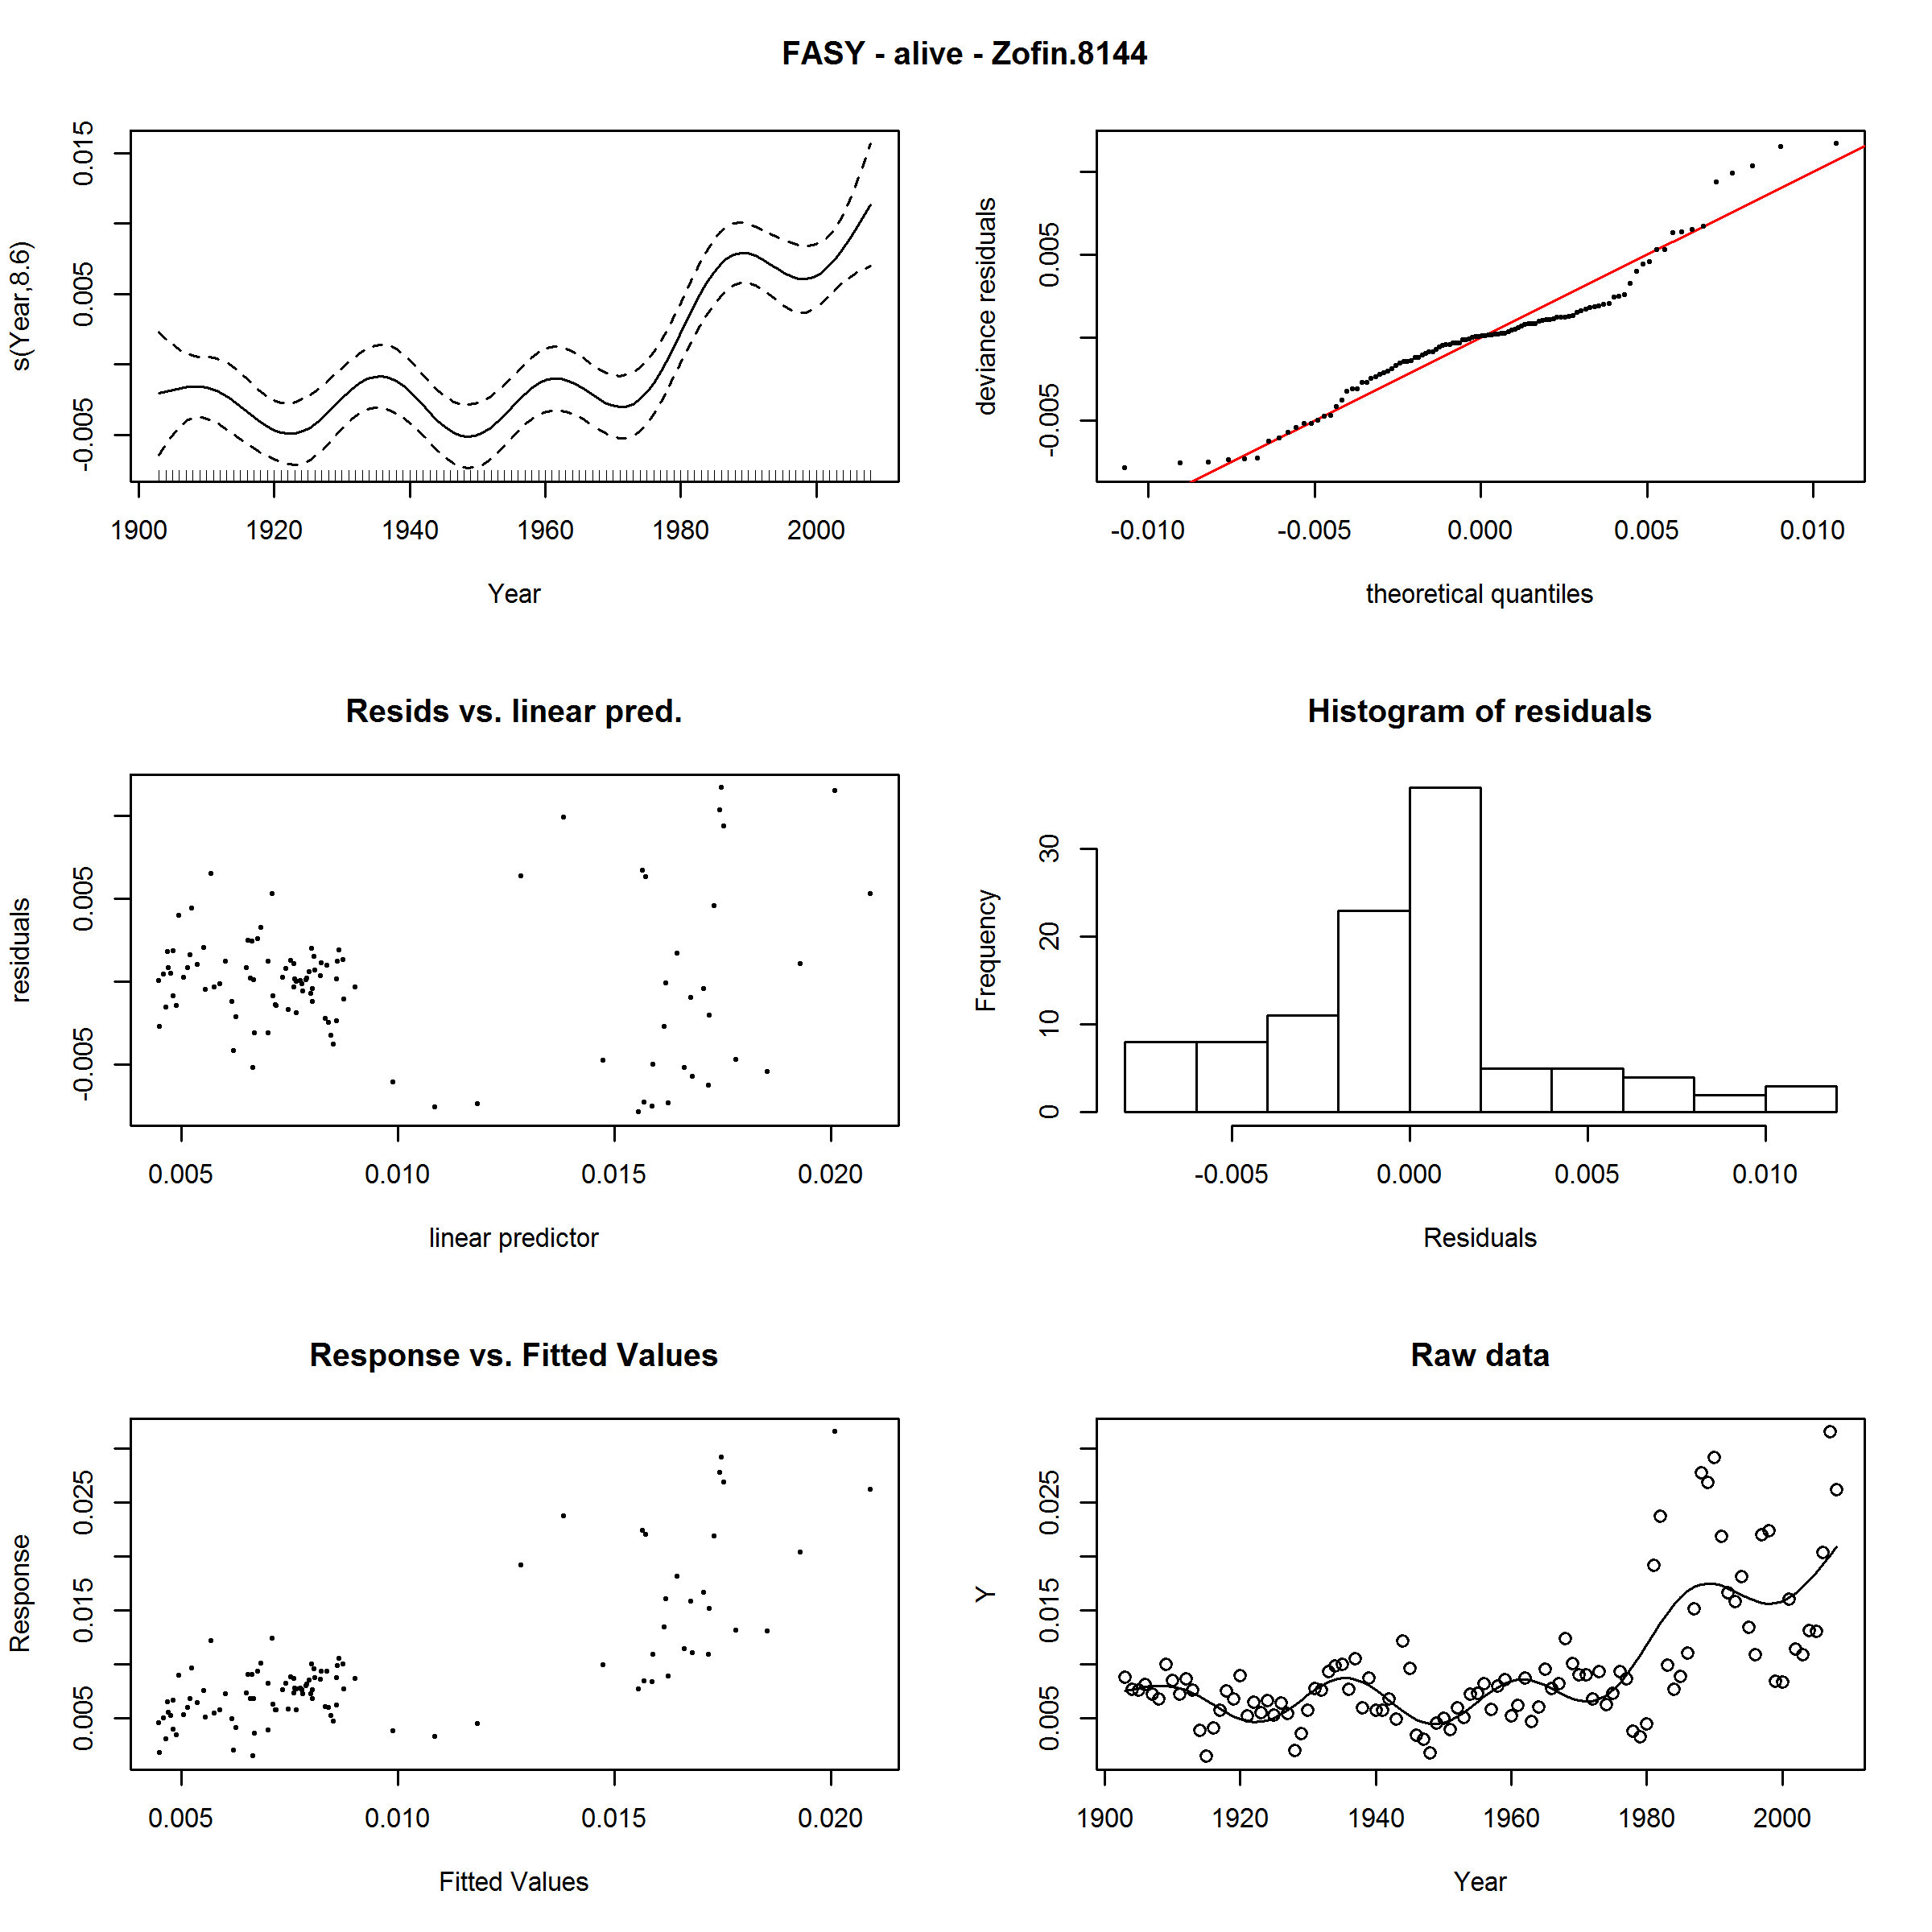 FASY - alive - Zofin.8144
s(Year,8.6)
-0.005 0.005 0.015
1900 1920 1940 1960 1980 2000
Year
deviance residuals
-0.005 0.005
-0.010 -0.005 0.000 0.005 0.010
theoretical quantiles
Resids vs. linear pred.
residuals
-0.005 0.005
0.005 0.010 0.015 0.020
linear predictor
Histogram of residuals
Frequency
0 10 20 30
-0.005 0.000 0.005 0.010
Residuals
Response vs. Fitted Values
Response
0.005 0.015 0.025
0.005 0.010 0.015 0.020
Fitted Values
Raw data
Y
0.005 0.015 0.025
1900 1920 1940 1960 1980 2000
Year